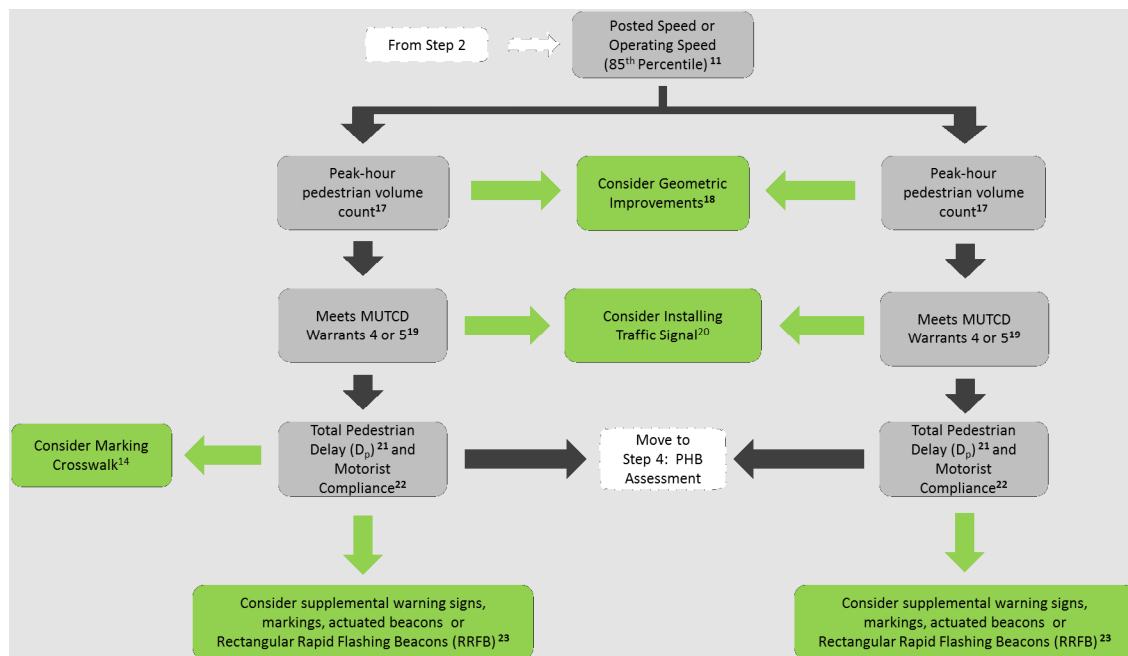 From Step 2
Posted Speed or
Operating Speed
(85th Percentile) 11
Peak-hour
pedestrian volume
count17
Consider Geometric
Improvements18
Peak-hour
pedestrian volume
count17
Meets MUTCD
Warrants 4 or 519
Consider Installing
Traffic Signal20
Meets MUTCD
Warrants 4 or 519
Consider Marking
Crosswalk14
Total Pedestrian
Delay (Dp) 21 and
Motorist
Compliance22
Move to
Step 4: PHB
Assessment
Total Pedestrian
Delay (Dp) 21 and
Motorist
Compliance22
Consider supplemental warning signs,
markings, actuated beacons or
Rectangular Rapid Flashing Beacons (RRFB) 23
Consider supplemental warning signs,
markings, actuated beacons or
Rectangular Rapid Flashing Beacons (RRFB) 23